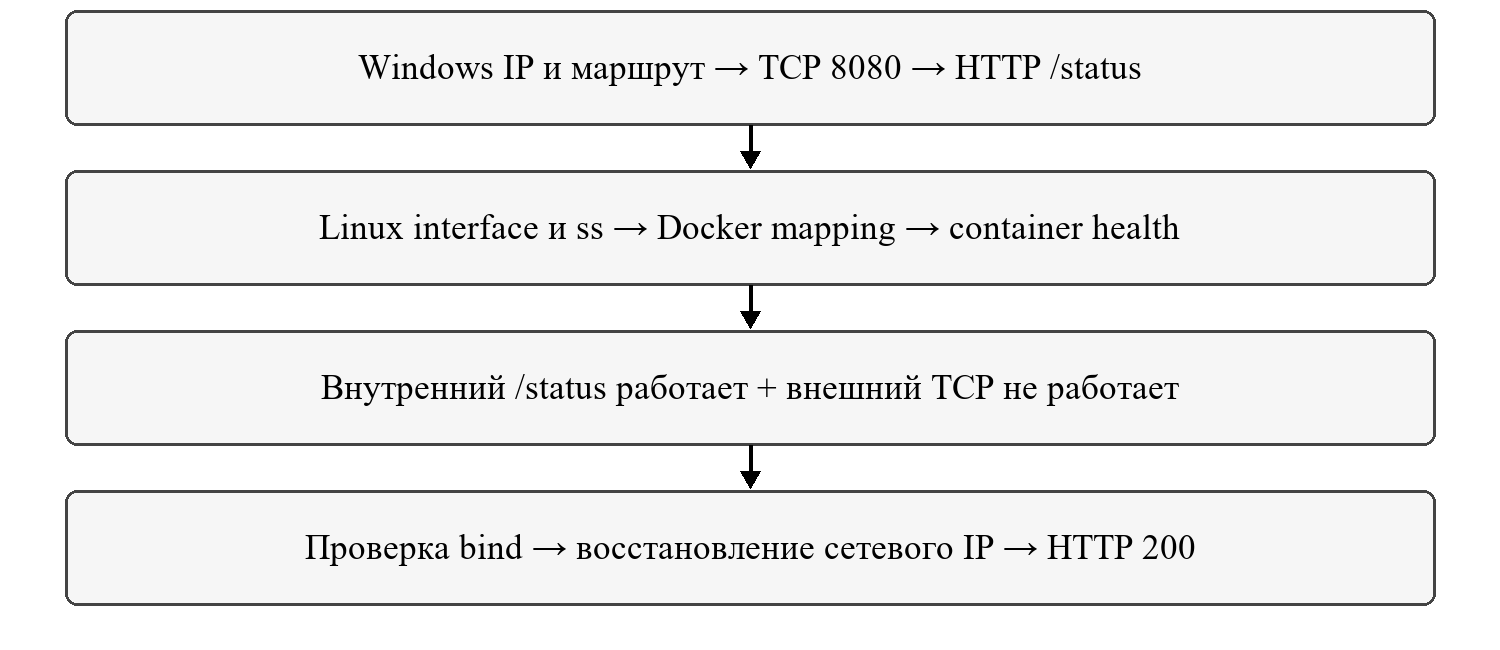 Windows IP и маршрут → TCP 8080 → HTTP /status
Linux interface и ss → Docker mapping → container health
Внутренний /status работает + внешний TCP не работает
Проверка bind → восстановление сетевого IP → HTTP 200